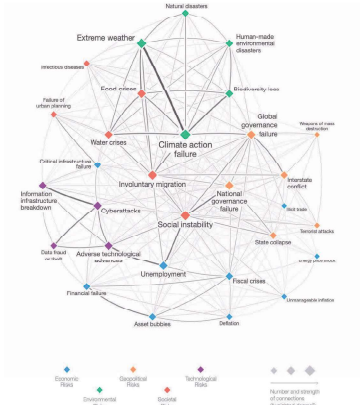 Natural disasters
Extreme weather
Human-made
environmental
disasters
Infectious diseases
Food crises
Biodiversity loss
Failure of
urban planning
Global
governance
failure
Weapons of mass
destruction
Water crises
Climate action
failure
Critical infrastructure
failure
Involuntary migration
Interstate
conflict
Information
infrastructure
breakdown
National
governance
failure
Cyberattacks
Illicit trade
Social instability
Terrorist attacks
State collapse
Data fraud
or theft
Adverse technological
advances
Unemployment
Fiscal crises
Financial failure
Unmanageable inflation
Asset bubbles
Deflation
Economic
Risks
Geopolitical
Risks
Technological
Risks
Environmental
Societal
Number and strength
of connections